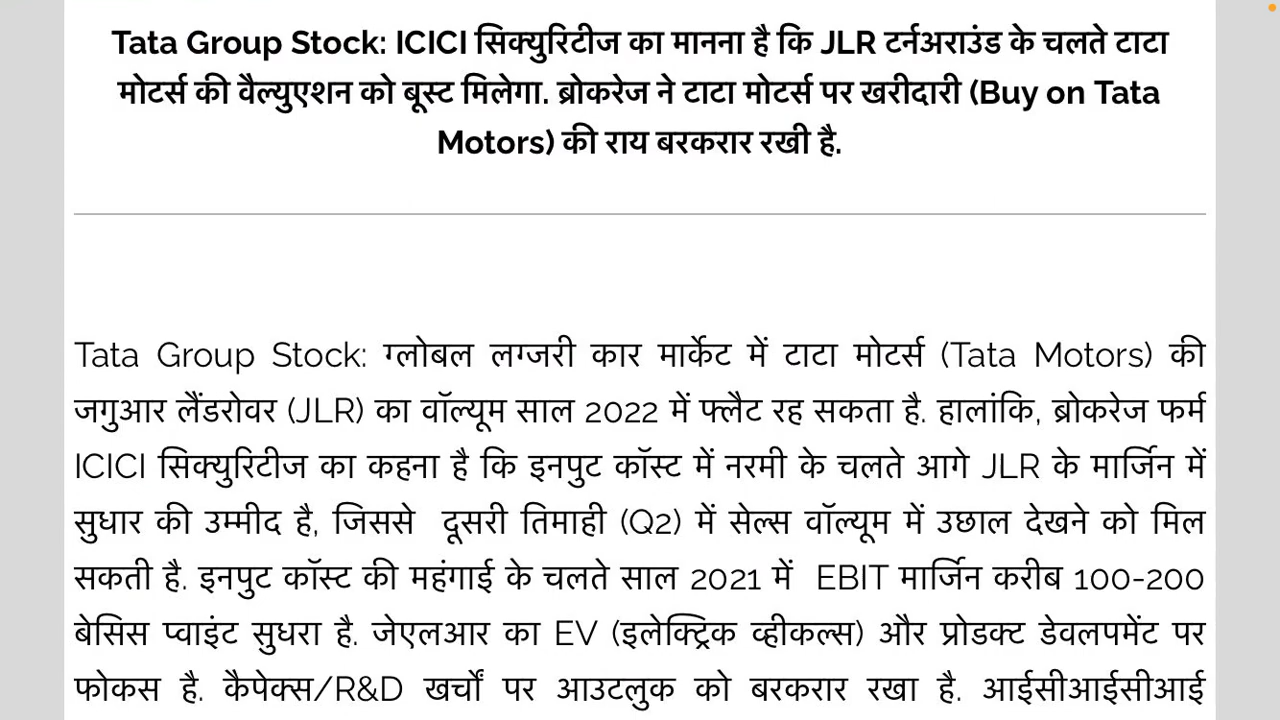 Tata Group Stock: ICICI सिक्युरिटीज का मानना है कि JLR टर्नअराउंड के चलते टाटा
मोटर्स की वैल्युएशन को बूस्ट मिलेगा. ब्रोकरेज ने टाटा मोटर्स पर खरीदारी (Buy on Tata
Motors) की राय बरकरार रखी है.
Tata Group Stock: ग्लोबल लग्जरी कार मार्केट में टाटा मोटर्स (Tata Motors) की
जगुआर लैंडरोवर (JLR) का वॉल्यूम साल 2022 में फ्लैट रह सकता है. हालांकि, ब्रोकरेज फर्म
ICICI सिक्युरिटीज का कहना है कि इनपुट कॉस्ट में नरमी के चलते आगे JLR के मार्जिन में
सुधार की उम्मीद है, जिससे दूसरी तिमाही (Q2) में सेल्स वॉल्यूम में उछाल देखने को मिल
सकती है. इनपुट कॉस्ट की महंगाई के चलते साल 2021 में EBIT मार्जिन करीब 100-200
बेसिस प्वाइंट सुधरा है. जेएलआर का EV (इलेक्ट्रिक व्हीकल्स) और प्रोडक्ट डेवलपमेंट पर
फोकस है. कैपेक्स/R&D खर्चों पर आउटलुक को बरकरार रखा है. आईसीआईसीआई